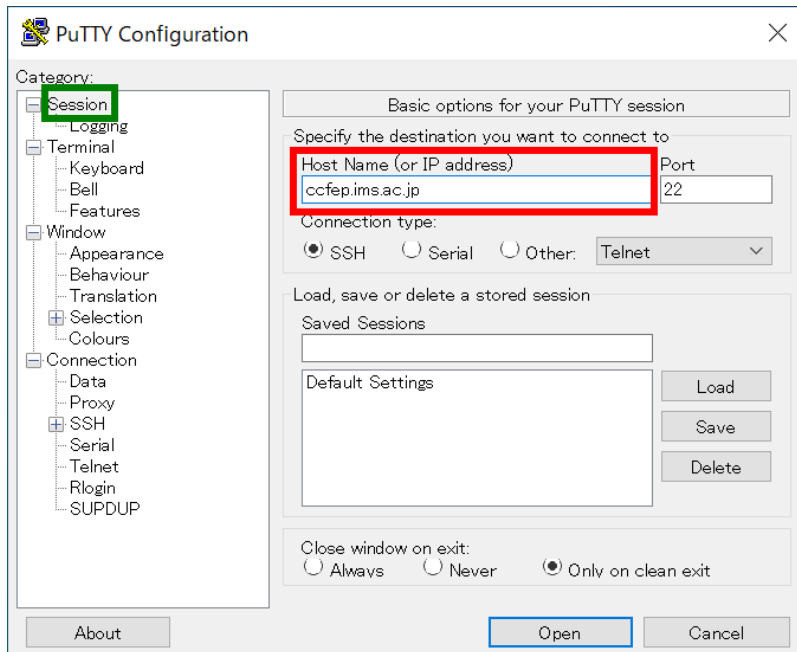 PuTTY Configuration
Category:
Session
Logging
Terminal
Keyboard
Bell
Features
Window
Appearance
Behaviour
Translation
Selection
Colours
Connection
Data
Proxy
SSH
Serial
Telnet
Rlogin
SUPDUP
Basic options for your PuTTY session
Specify the destination you want to connect to
Host Name (or IP address) Port
ccfep.ims.ac.jp 22
Connection type:
SSH Serial Other: Telnet
Load, save or delete a stored session
Saved Sessions
Default Settings
Load
Save
Delete
Close window on exit:
Always Never Only on clean exit
About Open Cancel